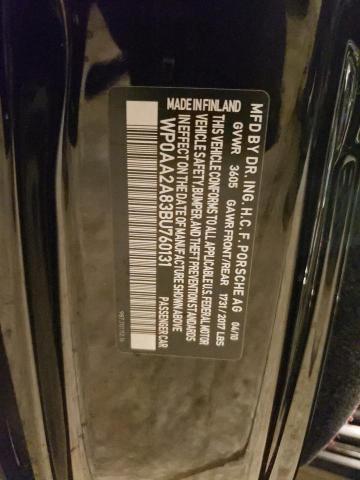 MFD BY DR. ING. H.C. F. PORSCHE AG 04/10
GVWR 3605 GAWR FRONT/REAR 1731/2017 LBS
THIS VEHICLE CONFORMS TO ALL APPLICABLE U.S. FEDERAL MOTOR
VEHICLE SAFETY, BUMPER, AND THEFT PREVENTION STANDARDS
IN EFFECT ON THE DATE OF MANUFACTURE SHOWN ABOVE
WP0AA2A83BU760131 PASSENGER CAR
MADE IN FINLAND